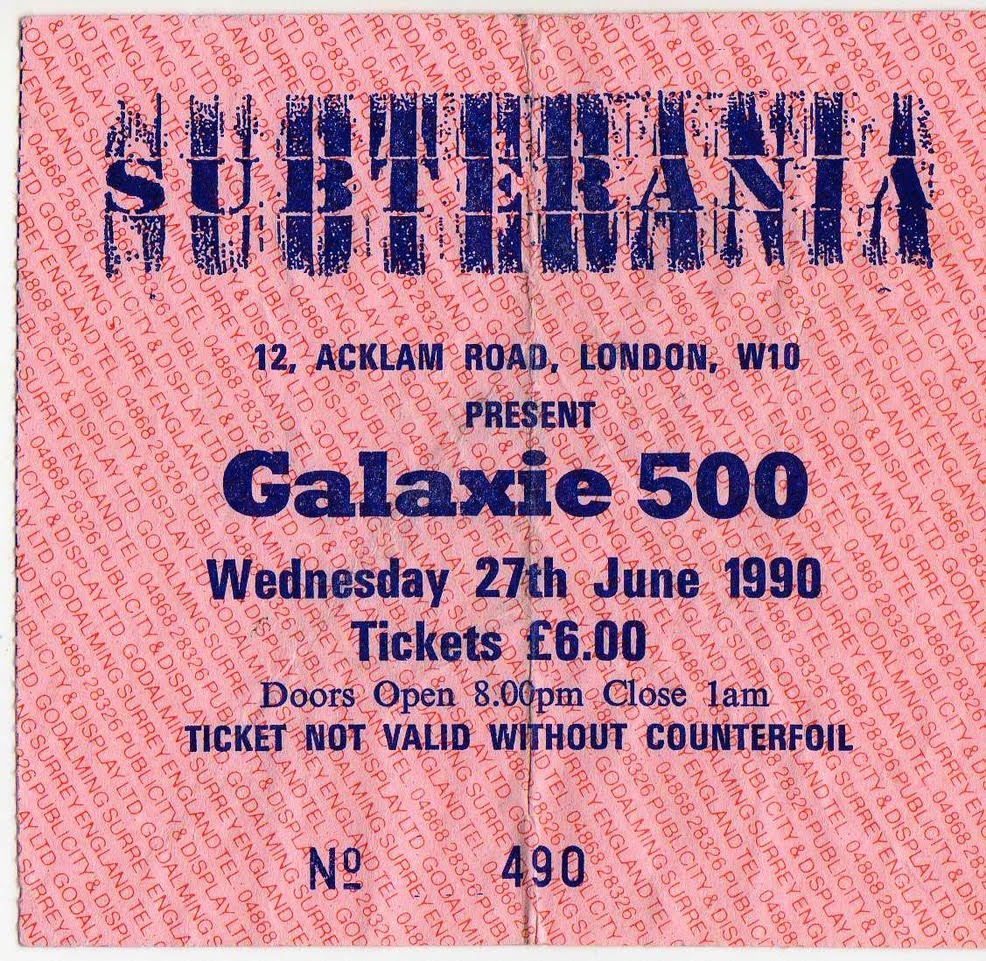 SUBTERANIA
12, ACKLAM ROAD, LONDON, W10
PRESENT
Galaxie 500
Wednesday 27th June 1990
Tickets £6.00
Doors Open 8.00pm Close 1am
TICKET NOT VALID WITHOUT COUNTERFOIL
Nº 490